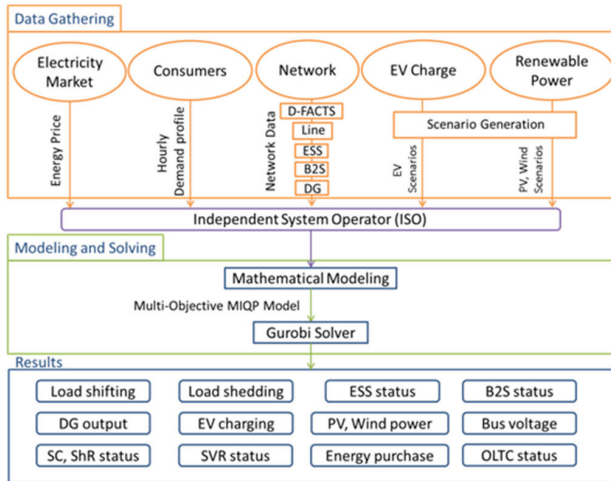 Data Gathering
Electricity
Market
Consumers
Network
EV Charge
Renewable
Power
Energy Price
Hourly
Demand profile
Network Data
D-FACTS
Line
ESS
B2S
DG
Scenario Generation
EV
Scenarios
PV, Wind
Scenarios
Independent System Operator (ISO)
Modeling and Solving
Mathematical Modeling
Multi-Objective MIQP Model
Gurobi Solver
Results
Load shifting
Load shedding
ESS status
B2S status
DG output
EV charging
PV, Wind power
Bus voltage
SC, ShR status
SVR status
Energy purchase
OLTC status